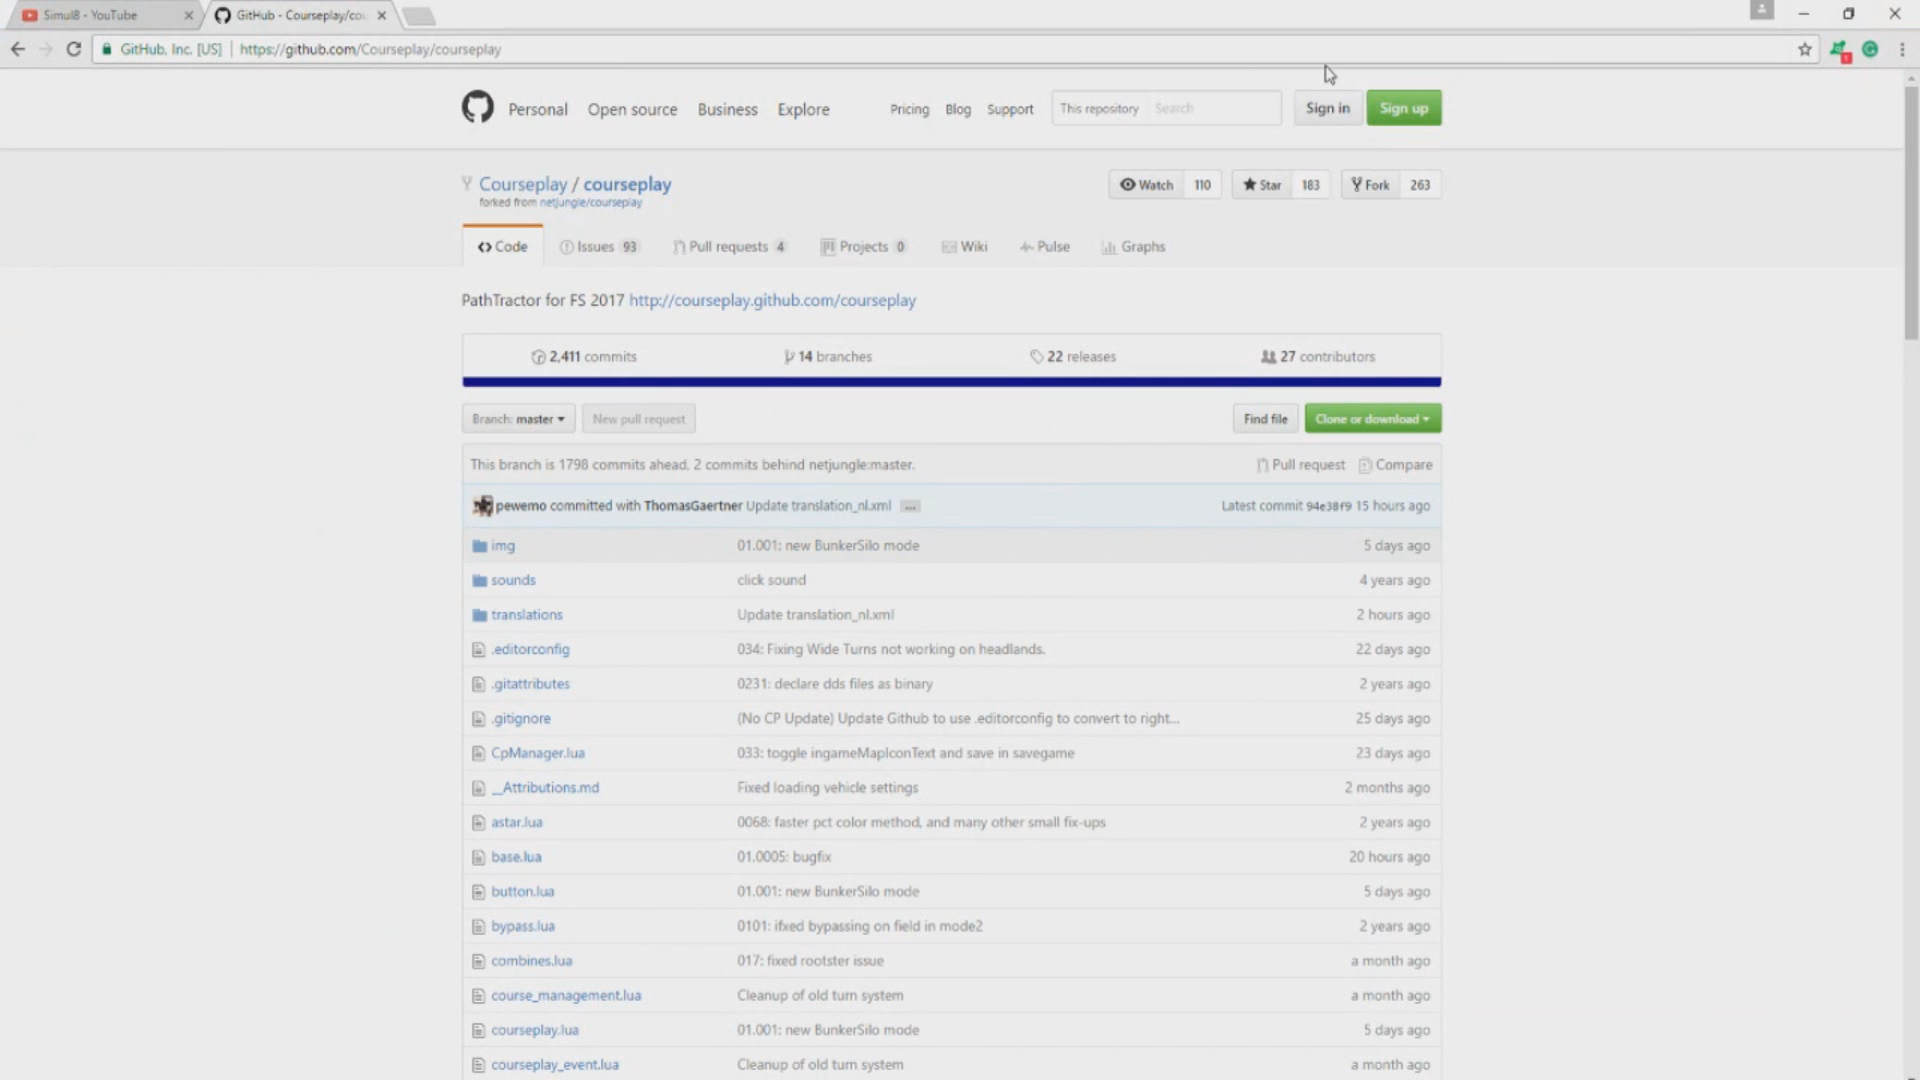 Simul8 - YouTube
GitHub - Courseplay/cou
GitHub, Inc. [US] | https://github.com/Courseplay/courseplay
1
Personal Open source Business Explore Pricing Blog Support This repository Search Sign in Sign up
Courseplay / courseplay Watch 110 Star 183 Fork 263
forked from netjungle/courseplay
Code Issues 93 Pull requests 4 Projects 0 Wiki Pulse Graphs
PathTractor for FS 2017 http://courseplay.github.com/courseplay
2,411 commits 14 branches 22 releases 27 contributors
Branch: master New pull request Find file Clone or download
This branch is 1798 commits ahead, 2 commits behind netjungle:master. Pull request Compare
pewemo committed with ThomasGaertner Update translation_nl.xml ... Latest commit 94e38f9 15 hours ago
img 01.001: new BunkerSilo mode 5 days ago
sounds click sound 4 years ago
translations Update translation_nl.xml 2 hours ago
.editorconfig 034: Fixing Wide Turns not working on headlands. 22 days ago
.gitattributes 0231: declare dds files as binary 2 years ago
.gitignore (No CP Update) Update Github to use .editorconfig to convert to right... 25 days ago
CpManager.lua 033: toggle ingameMapIconText and save in savegame 23 days ago
__Attributions.md Fixed loading vehicle settings 2 months ago
astar.lua 0068: faster pct color method, and many other small fix-ups 2 years ago
base.lua 01.0005: bugfix 20 hours ago
button.lua 01.001: new BunkerSilo mode 5 days ago
bypass.lua 0101: ifxed bypassing on field in mode2 2 years ago
combines.lua 017: fixed rootster issue a month ago
course_management.lua Cleanup of old turn system a month ago
courseplay.lua 01.001: new BunkerSilo mode 5 days ago
courseplay_event.lua Cleanup of old turn system a month ago